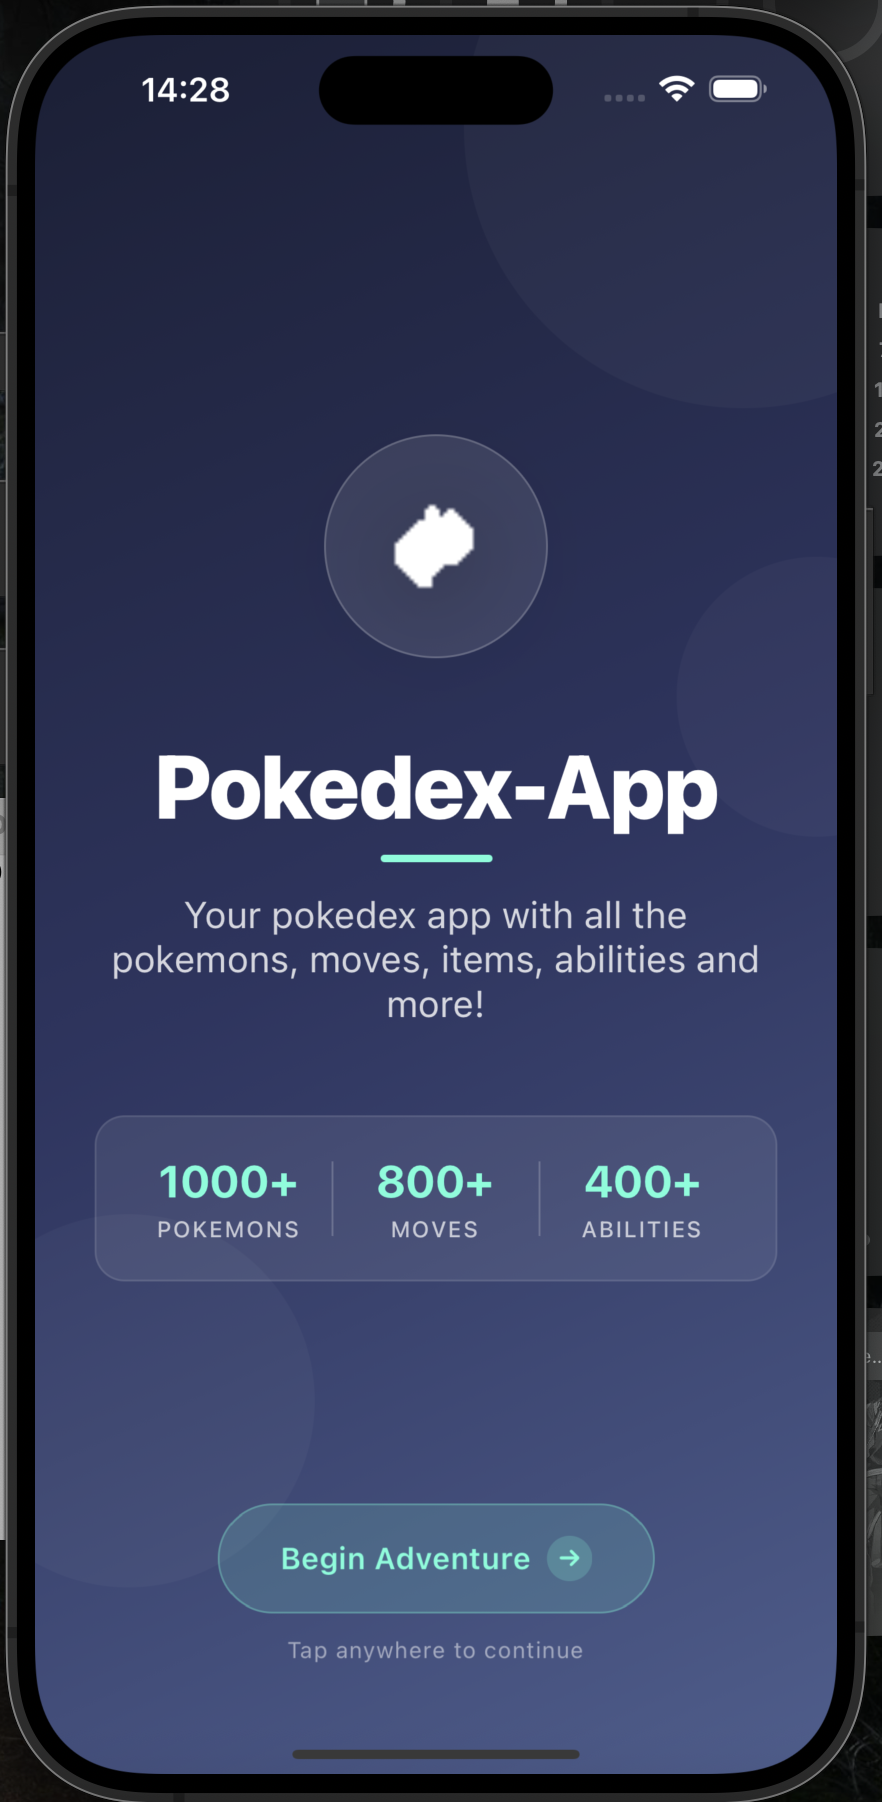 14:28
Pokedex-App
Your pokedex app with all the
pokemons, moves, items, abilities and
more!
1000+ 800+ 400+
POKEMONS MOVES ABILITIES
Begin Adventure →
Tap anywhere to continue